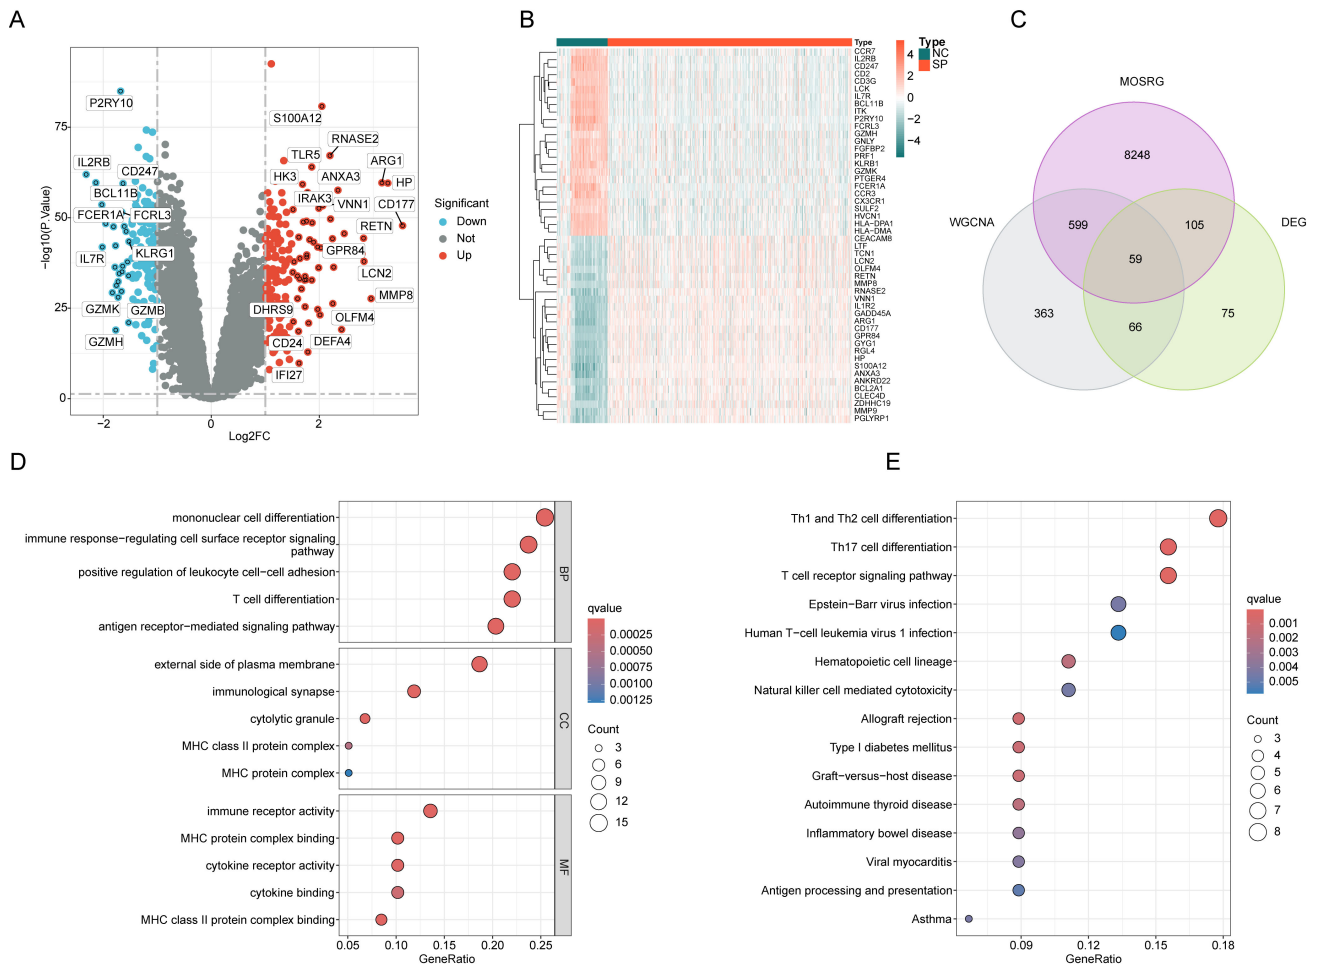 A
P2RY10
S100A12
RNASE2
TLR5
ARG1
IL2RB
CD247
HK3
ANXA3
HP
BCL11B
IRAK3
VNN1
CD177
FCER1A
FCRL3
RETN
KLRG1
GPR84
IL7R
LCN2
MMP8
GZMK
GZMB
DHRS9
OLFM4
GZMH
CD24
DEFA4
IFI27
75
50
25
0
−2
0
2
−log10(P.Value)
Log2FC
Significant
Down
Not
Up
B
Type
CCR7
IL2RB
CD247
CD2
CD3G
LCK
IL7R
BCL11B
ITK
P2RY10
FCRL3
GZMH
GNLY
FGFBP2
PRF1
KLRB1
GZMK
PTGER4
FCER1A
CCR3
CX3CR1
SULF2
HVCN1
HLA−DPA1
HLA−DMA
CEACAM8
LTF
TCN1
LCN2
OLFM4
RETN
MMP8
RNASE2
VNN1
IL1R2
GADD45A
ARG1
CD177
GPR84
GYG1
RGL4
HP
S100A12
ANXA3
ANKRD22
BCL2A1
CLEC4D
ZDHHC19
MMP9
PGLYRP1
4
2
0
−2
−4
Type
NC
SP
C
MOSRG
8248
WGCNA
599
105
DEG
59
363
66
75
D
mononuclear cell differentiation
immune response−regulating cell surface receptor signaling
pathway
positive regulation of leukocyte cell−cell adhesion
T cell differentiation
antigen receptor−mediated signaling pathway
BP
external side of plasma membrane
immunological synapse
cytolytic granule
MHC class II protein complex
MHC protein complex
CC
immune receptor activity
MHC protein complex binding
cytokine receptor activity
cytokine binding
MHC class II protein complex binding
MF
0.05
0.10
0.15
0.20
0.25
GeneRatio
qvalue
0.00025
0.00050
0.00075
0.00100
0.00125
Count
3
6
9
12
15
E
Th1 and Th2 cell differentiation
Th17 cell differentiation
T cell receptor signaling pathway
Epstein−Barr virus infection
Human T−cell leukemia virus 1 infection
Hematopoietic cell lineage
Natural killer cell mediated cytotoxicity
Allograft rejection
Type I diabetes mellitus
Graft−versus−host disease
Autoimmune thyroid disease
Inflammatory bowel disease
Viral myocarditis
Antigen processing and presentation
Asthma
0.09
0.12
0.15
0.18
GeneRatio
qvalue
0.001
0.002
0.003
0.004
0.005
Count
3
4
5
6
7
8